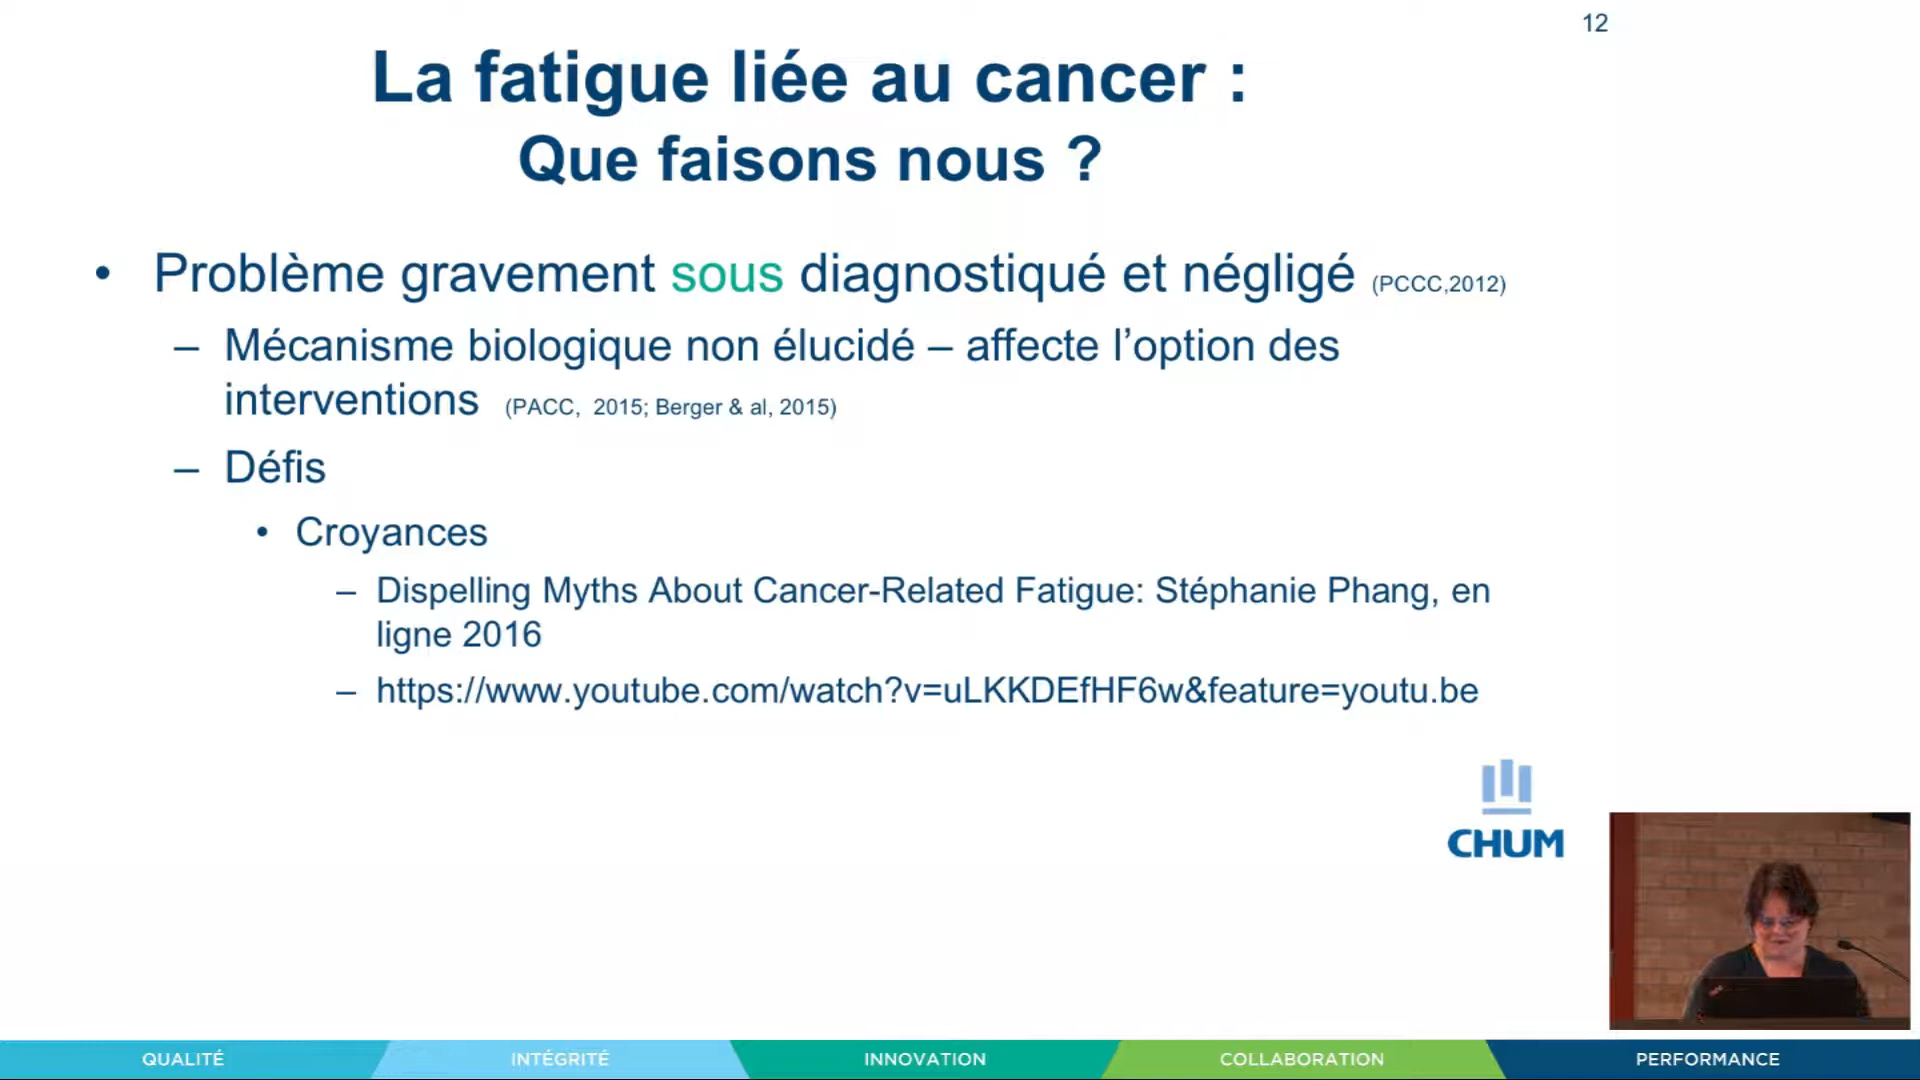 12
La fatigue liée au cancer :
Que faisons nous ?
• Problème gravement sous diagnostiqué et négligé (PCCC,2012)
– Mécanisme biologique non élucidé – affecte l’option des
interventions (PACC, 2015; Berger & al, 2015)
– Défis
• Croyances
– Dispelling Myths About Cancer-Related Fatigue: Stéphanie Phang, en
ligne 2016
– https://www.youtube.com/watch?v=uLKKDEfHF6w&feature=youtu.be
CHUM
QUALITÉ INTÉGRITÉ INNOVATION COLLABORATION PERFORMANCE